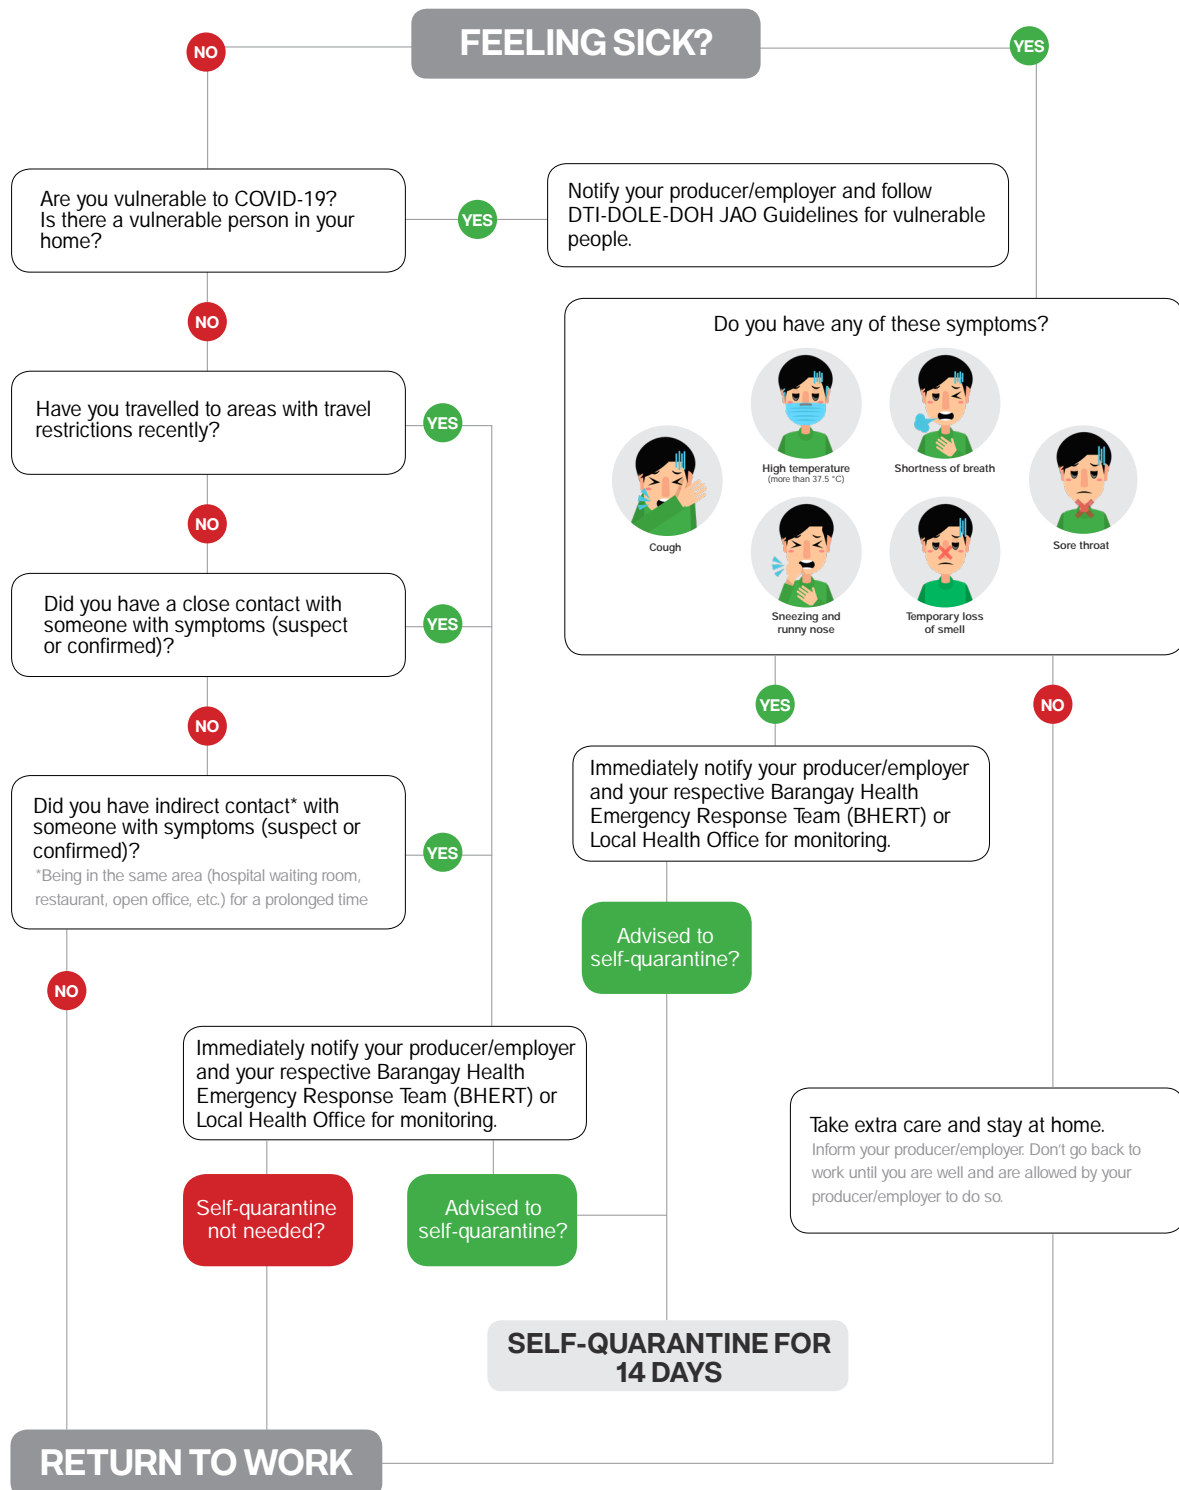 FEELING SICK?
NO
YES
Are you vulnerable to COVID-19?
Is there a vulnerable person in your
home?
YES
Notify your producer/employer and follow
DTI-DOLE-DOH JAO Guidelines for vulnerable
people.
NO
Do you have any of these symptoms?
High temperature
(more than 37.5 °C)
Shortness of breath
Cough
Sore throat
Sneezing and
runny nose
Temporary loss
of smell
Have you travelled to areas with travel
restrictions recently?
YES
NO
Did you have a close contact with
someone with symptoms (suspect
or confirmed)?
YES
NO
YES
NO
Did you have indirect contact* with
someone with symptoms (suspect or
confirmed)?
*Being in the same area (hospital waiting room,
restaurant, open office, etc.) for a prolonged time
YES
Immediately notify your producer/employer
and your respective Barangay Health
Emergency Response Team (BHERT) or
Local Health Office for monitoring.
Advised to
self-quarantine?
NO
Immediately notify your producer/employer
and your respective Barangay Health
Emergency Response Team (BHERT) or
Local Health Office for monitoring.
Take extra care and stay at home.
Inform your producer/employer. Don't go back to
work until you are well and are allowed by your
producer/employer to do so.
Self-quarantine
not needed?
Advised to
self-quarantine?
SELF-QUARANTINE FOR
14 DAYS
RETURN TO WORK